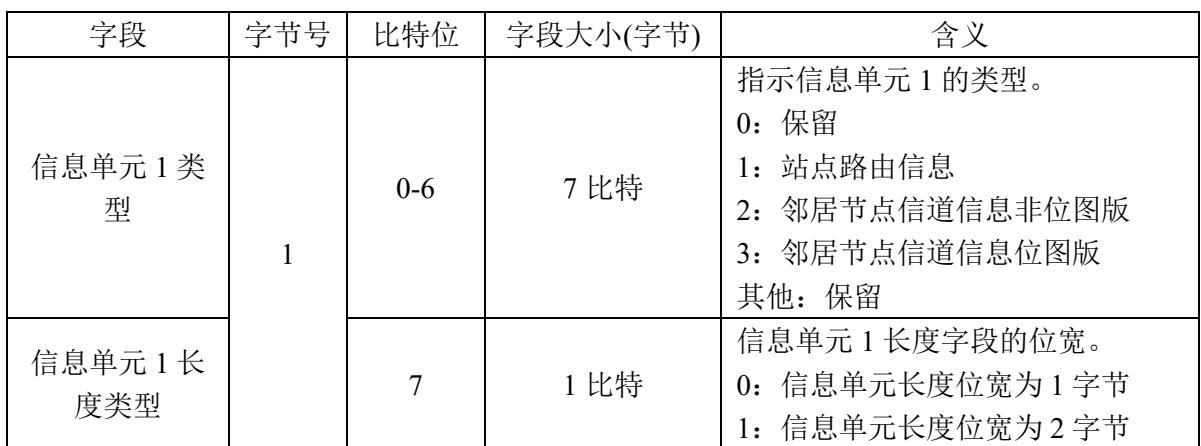 字段 字节号 比特位 字段大小(字节) 含义
信息单元 1 类
型
1
0-6
7 比特
指示信息单元 1 的类型。
0：保留
1：站点路由信息
2：邻居节点信道信息非位图版
3：邻居节点信道信息位图版
其他：保留
信息单元 1 长
度类型
7
1 比特
信息单元 1 长度字段的位宽。
0：信息单元长度位宽为 1 字节
1：信息单元长度位宽为 2 字节